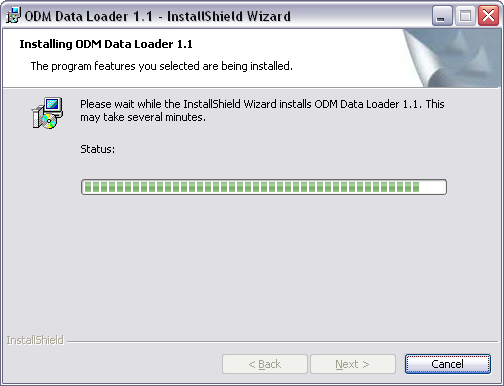 ODM Data Loader 1.1 - InstallShield Wizard
Installing ODM Data Loader 1.1
The program features you selected are being installed.
Please wait while the InstallShield Wizard installs ODM Data Loader 1.1. This
may take several minutes.
Status:
InstallShield
< Back
Next >
Cancel